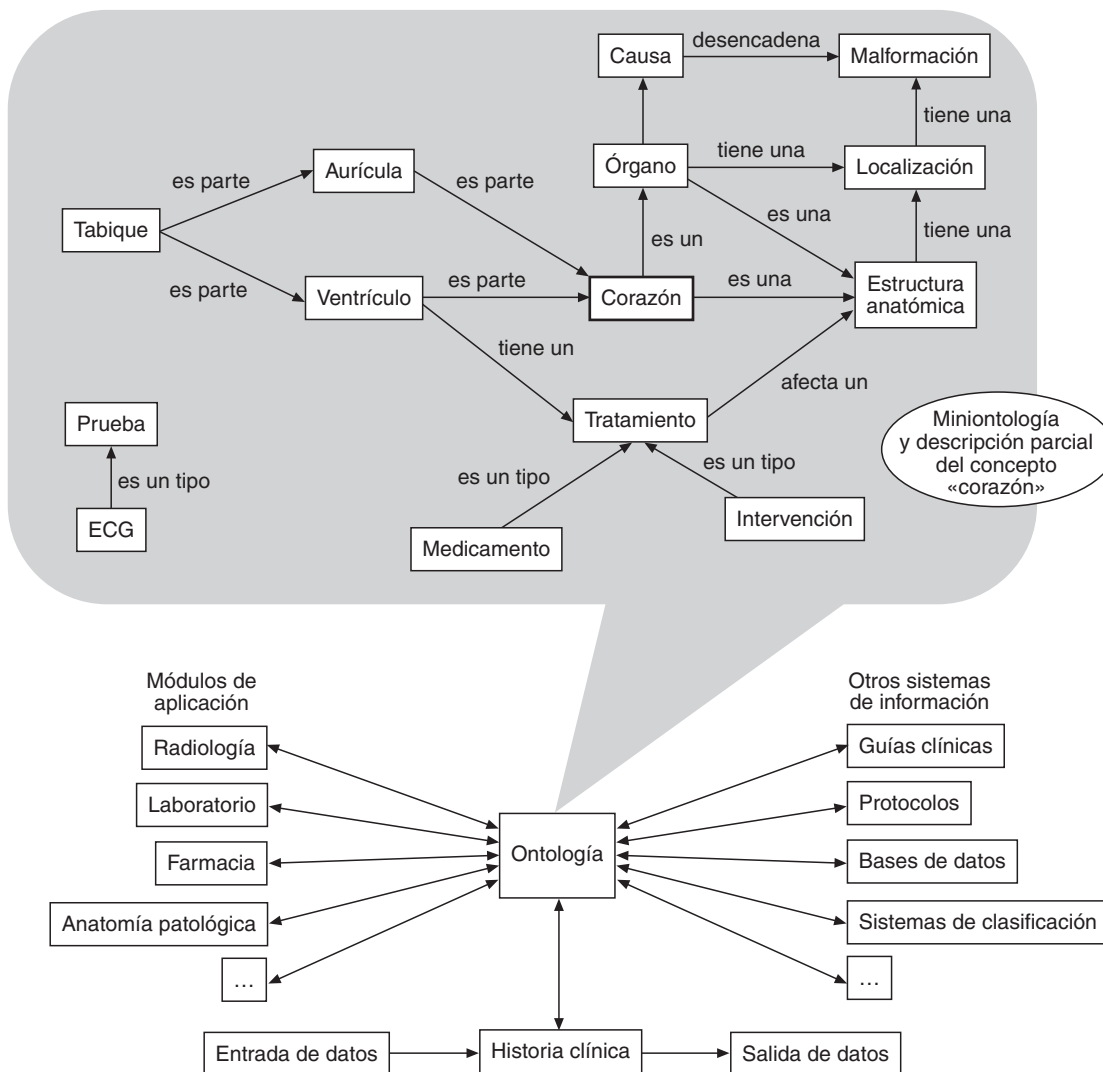 Causa
desencadena
Malformación
tiene una
Órgano
tiene una
Localización
Aurícula
es parte
es parte
es una
tiene una
Tabique
es un
es parte
Ventrículo
es parte
Corazón
es una
Estructura
anatómica
tiene un
afecta un
Prueba
Tratamiento
Miniontología
y descripción parcial
del concepto
«corazón»
es un tipo
es un tipo
es un tipo
ECG
Medicamento
Intervención
Módulos de
aplicación
Otros sistemas
de información
Radiología
Guías clínicas
Laboratorio
Protocolos
Farmacia
Ontología
Bases de datos
Anatomía patológica
Sistemas de clasificación
...
...
Entrada de datos
Historia clínica
Salida de datos